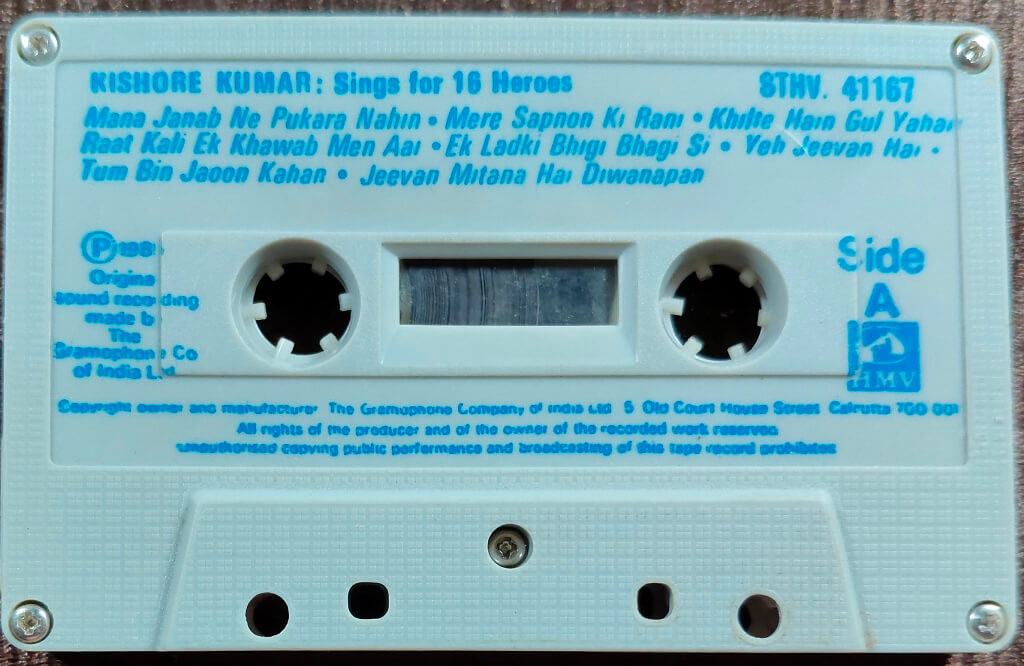 KISHORE KUMAR: Sings for 16 Heroes
STHV. 41167
Mana Janab Ne Pukara Nahin • Mere Sapnon Ki Rani • Khilte Hain Gul Yahan
Raat Kali Ek Khawab Men Aai • Ek Ladki Bhigi Bhagi Si • Yeh Jeevan Hai •
Tum Bin Jaoon Kahan • Jeevan Mitana Hai Diwanapan
Original
sound recording
made by
The
Gramophone Co
of India Ltd.
Side
A
HMV
Copyright owner and manufacturer The Gramophone Company of India Ltd 5 Old Court House Street Calcutta 700 001
All rights of the producer and of the owner of the recorded work reserved
unauthorised copying public performance and broadcasting of this tape record prohibited